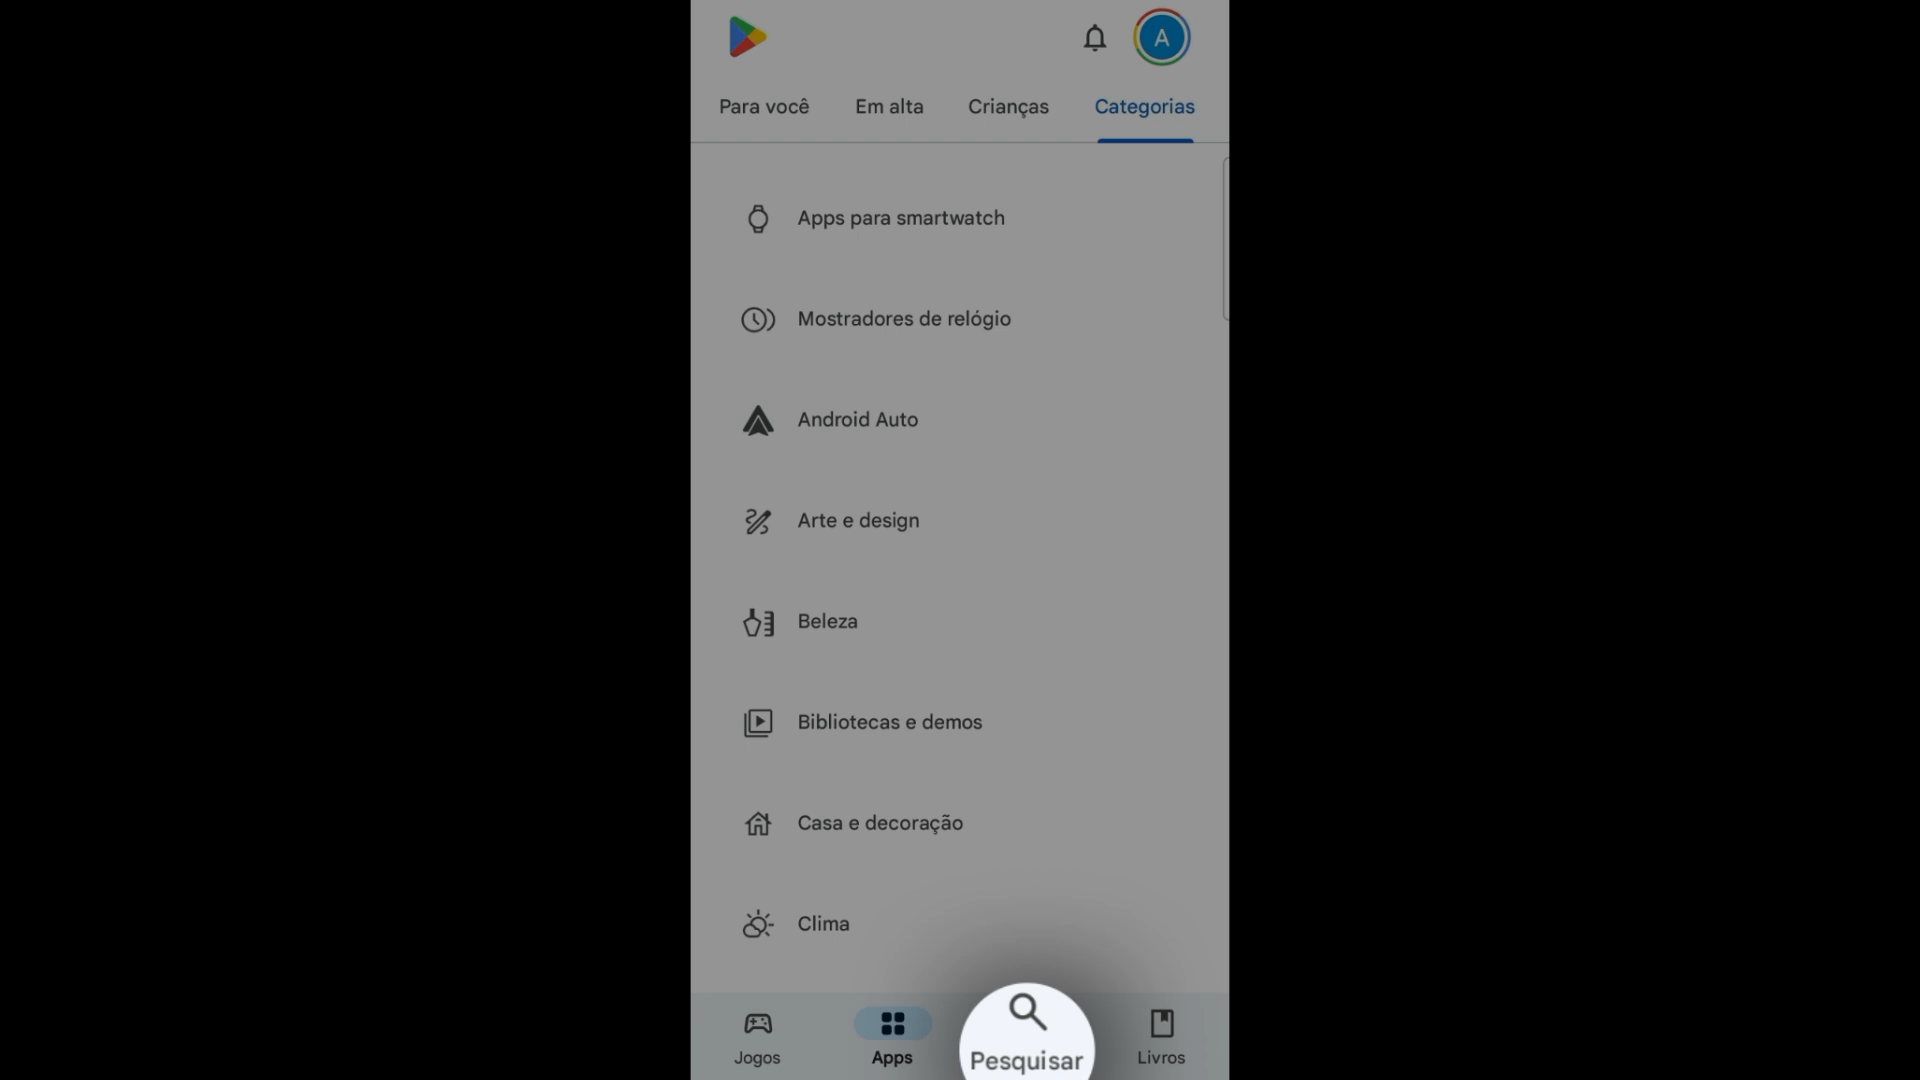 A
Para você
Em alta
Crianças
Categorias
Apps para smartwatch
Mostradores de relógio
Android Auto
Arte e design
Beleza
Bibliotecas e demos
Casa e decoração
Clima
Jogos
Apps
Pesquisar
Livros